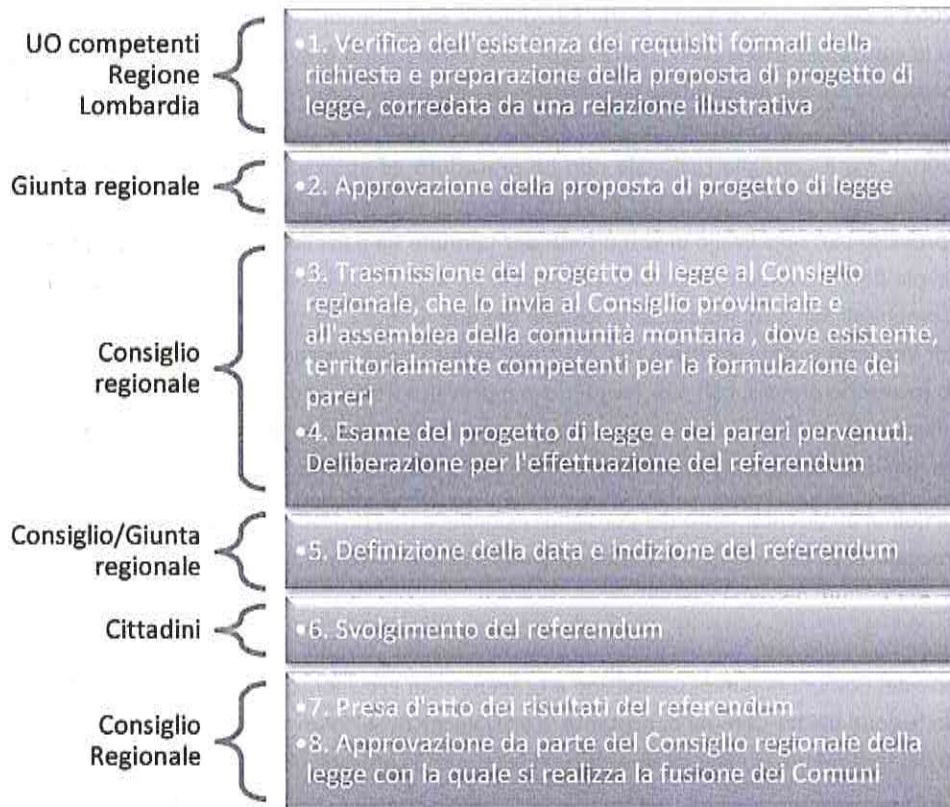 UO competenti
Regione
Lombardia
•1. Verifica dell'esistenza dei requisiti formali della
richiesta e preparazione della proposta di progetto di
legge, corredata da una relazione illustrativa
Giunta regionale
•2. Approvazione della proposta di progetto di legge
Consiglio
regionale
•3. Trasmissione del progetto di legge al Consiglio
regionale, che lo invia al Consiglio provinciale e
all'assemblea della comunità montana , dove esistente,
territorialmente competenti per la formulazione dei
pareri
•4. Esame del progetto di legge e dei pareri pervenuti.
Deliberazione per l'effettuazione del referendum
Consiglio/Giunta
regionale
•5. Definizione della data e indizione del referendum
Cittadini
•6. Svolgimento del referendum
Consiglio
Regionale
•7. Presa d'atto dei risultati del referendum
•8. Approvazione da parte del Consiglio regionale della
legge con la quale si realizza la fusione dei Comuni